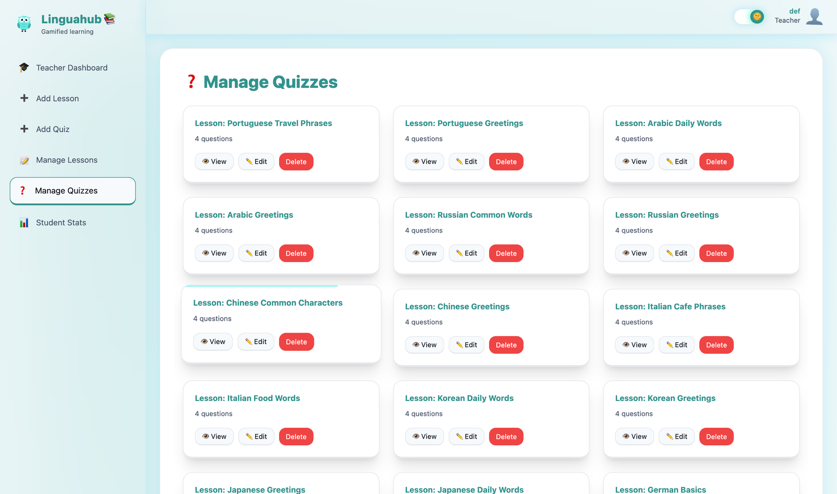 Linguahub
Gamified learning
def
Teacher
Teacher Dashboard
Add Lesson
Add Quiz
Manage Lessons
Manage Quizzes
Student Stats
❓ Manage Quizzes
Lesson: Portuguese Travel Phrases
4 questions
View Edit Delete
Lesson: Portuguese Greetings
4 questions
View Edit Delete
Lesson: Arabic Daily Words
4 questions
View Edit Delete
Lesson: Arabic Greetings
4 questions
View Edit Delete
Lesson: Russian Common Words
4 questions
View Edit Delete
Lesson: Russian Greetings
4 questions
View Edit Delete
Lesson: Chinese Common Characters
4 questions
View Edit Delete
Lesson: Chinese Greetings
4 questions
View Edit Delete
Lesson: Italian Cafe Phrases
4 questions
View Edit Delete
Lesson: Italian Food Words
4 questions
View Edit Delete
Lesson: Korean Daily Words
4 questions
View Edit Delete
Lesson: Korean Greetings
4 questions
View Edit Delete
Lesson: Japanese Greetings
Lesson: Japanese Daily Words
Lesson: German Basics